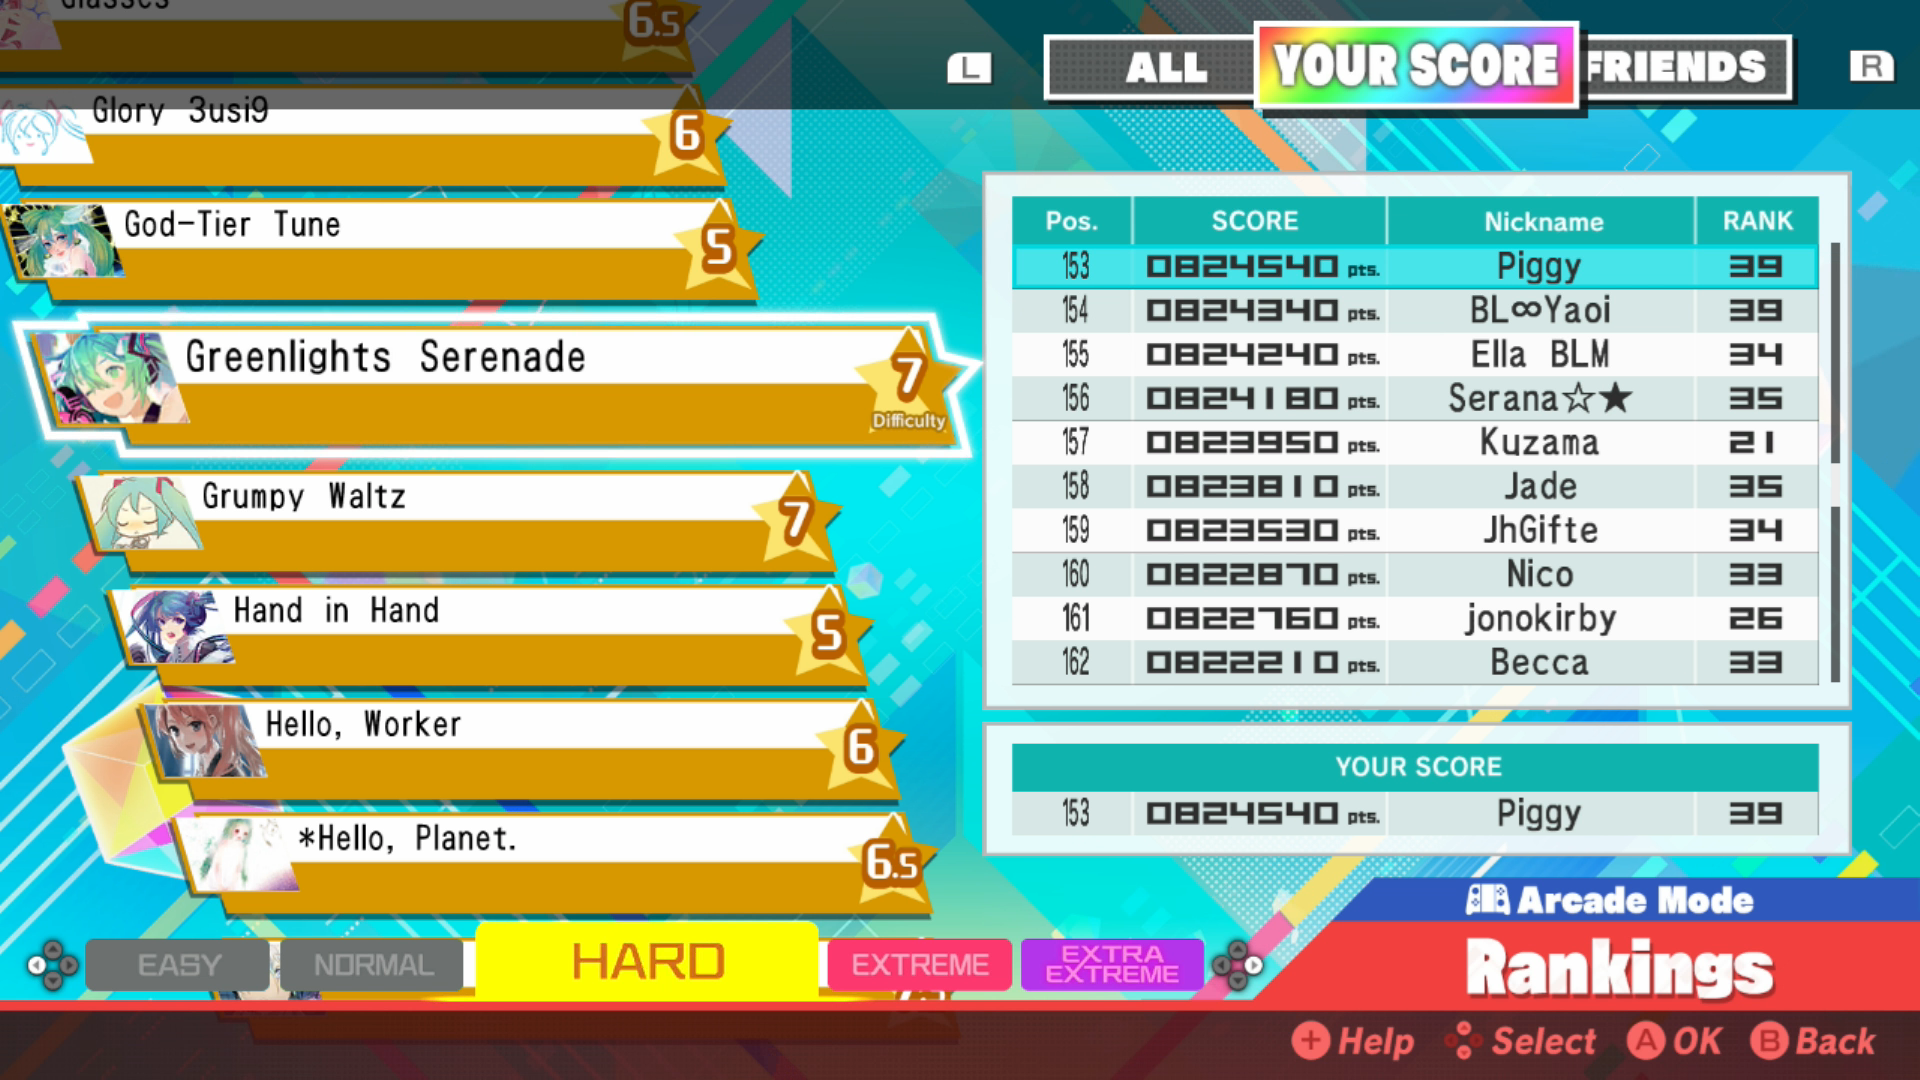 Glasses
6.5
L
ALL
YOUR SCORE
FRIENDS
R
Glory 3usi9
6
God-Tier Tune
5
Greenlights Serenade
7
Difficulty
Grumpy Waltz
7
Hand in Hand
5
Hello, Worker
6
*Hello, Planet.
6.5
Pos. SCORE Nickname RANK
153 0824540 pts. Piggy 39
154 0824340 pts. BL∞Yaoi 39
155 0824240 pts. Ella BLM 34
156 0824180 pts. Serana☆★ 35
157 0823950 pts. Kuzama 21
158 0823810 pts. Jade 35
159 0823530 pts. JhGifte 34
160 0822870 pts. Nico 33
161 0822760 pts. jonokirby 26
162 0822210 pts. Becca 33
YOUR SCORE
153 0824540 pts. Piggy 39
Arcade Mode
Rankings
EASY
NORMAL
HARD
EXTREME
EXTRA
EXTREME
+ Help
Select
A OK
B Back